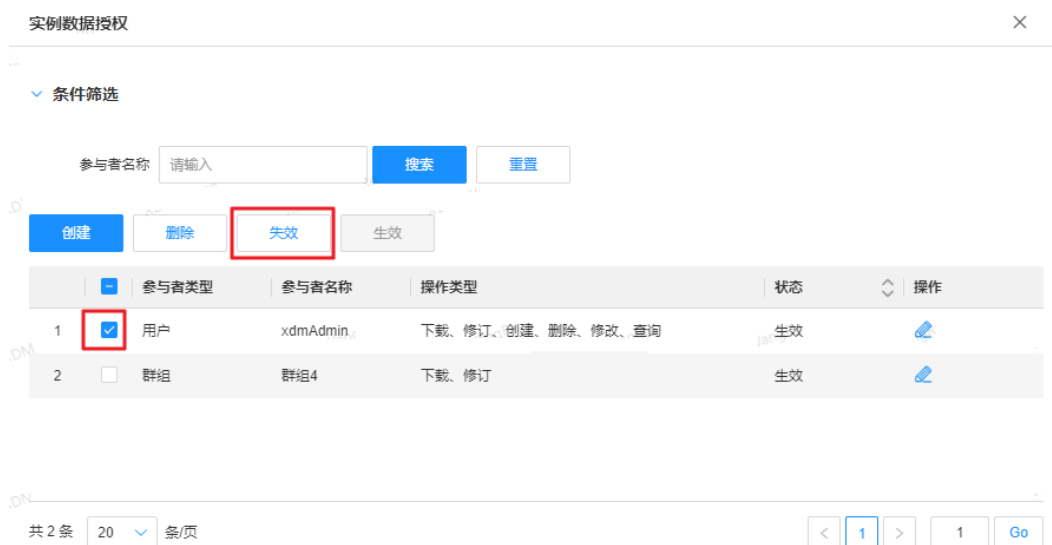 实例数据授权
条件筛选
参与者名称 请输入 搜索 重置
创建 删除 失效 生效
参与者类型 参与者名称 操作类型 状态 操作
1 用户 xdmAdmin 下载、修订、创建、删除、修改、查询 生效
2 群组 群组4 下载、修订 生效
共 2 条 20 条/页 < 1 > 1 Go